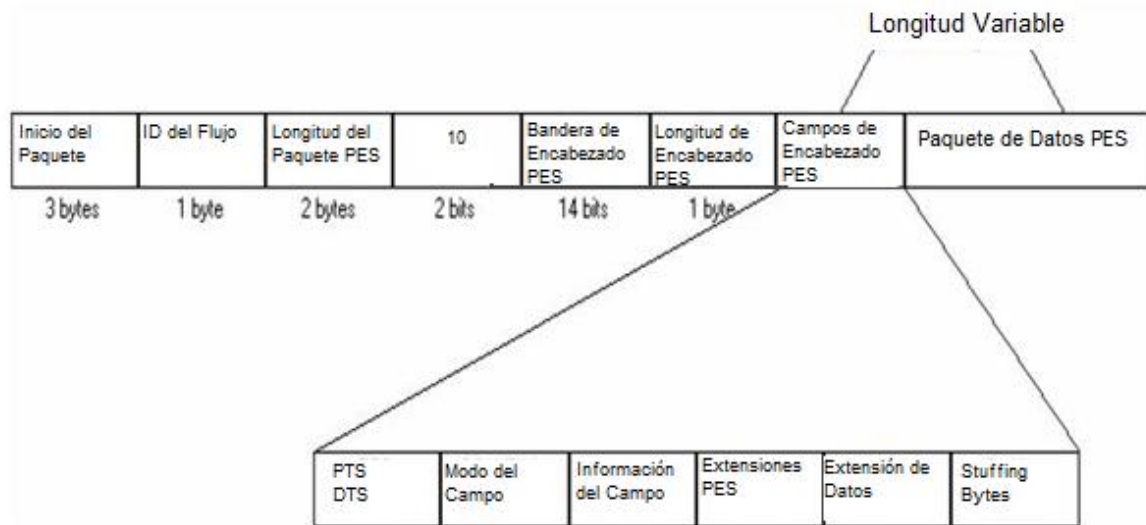 Longitud Variable
Inicio del
Paquete
ID del Flujo
Longitud del
Paquete PES
10
Bandera de
Encabezado
PES
Longitud de
Encabezado
PES
Campos de
Encabezado
PES
Paquete de Datos PES
3 bytes
1 byte
2 bytes
2 bits
14 bits
1 byte
PTS
DTS
Modo del
Campo
Información
del Campo
Extensiones
PES
Extensión de
Datos
Stuffing
Bytes